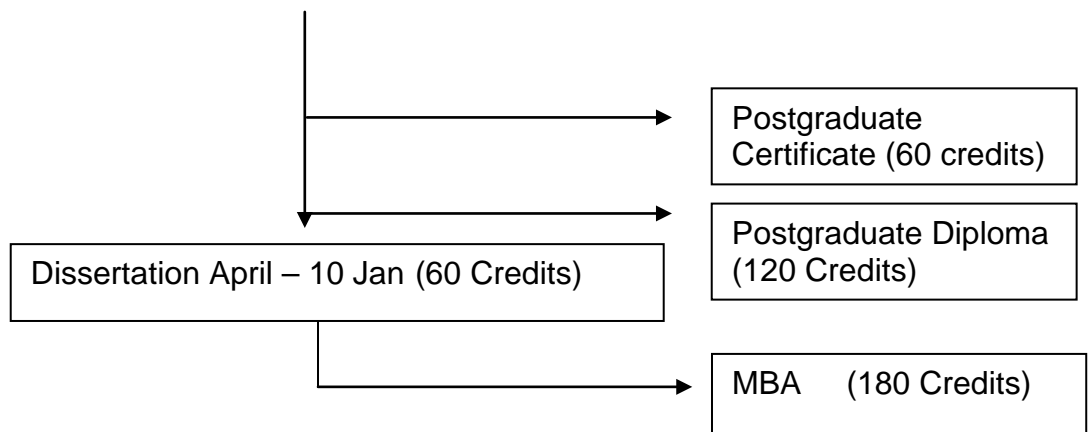 Postgraduate
Certificate (60 credits)
Postgraduate Diploma
(120 Credits)
Dissertation April – 10 Jan (60 Credits)
MBA (180 Credits)